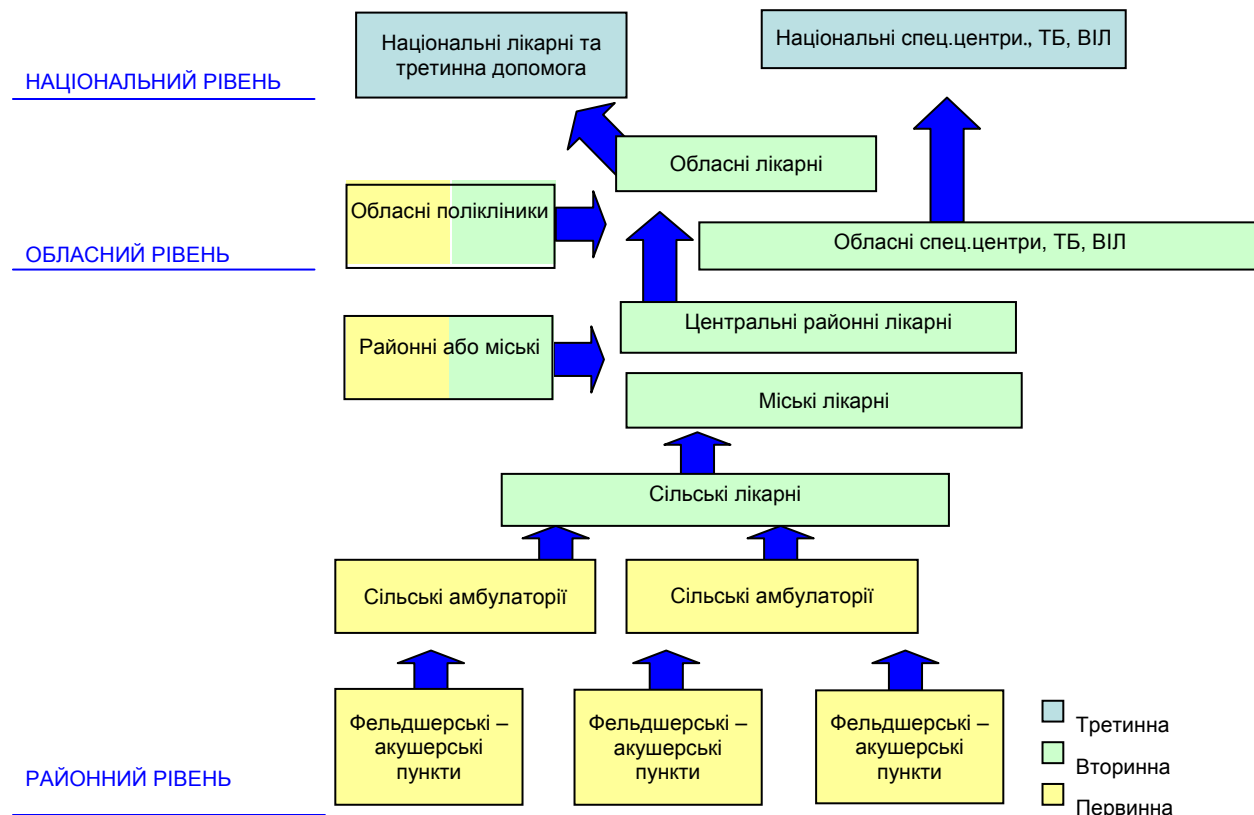 Національні лікарні та
третинна допомога
Національні спец.центри., ТБ, ВІЛ
НАЦІОНАЛЬНИЙ РІВЕНЬ
Обласні лікарні
Обласні поліклініки
Обласні спец.центри, ТБ, ВІЛ
ОБЛАСНИЙ РІВЕНЬ
Центральні районні лікарні
Районні або міські
Міські лікарні
Сільські лікарні
Сільські амбулаторії
Сільські амбулаторії
Фельдшерські –
акушерські
пункти
Фельдшерські –
акушерські
пункти
Фельдшерські –
акушерські
пункти
РАЙОННИЙ РІВЕНЬ
Третинна
Вторинна
Первинна